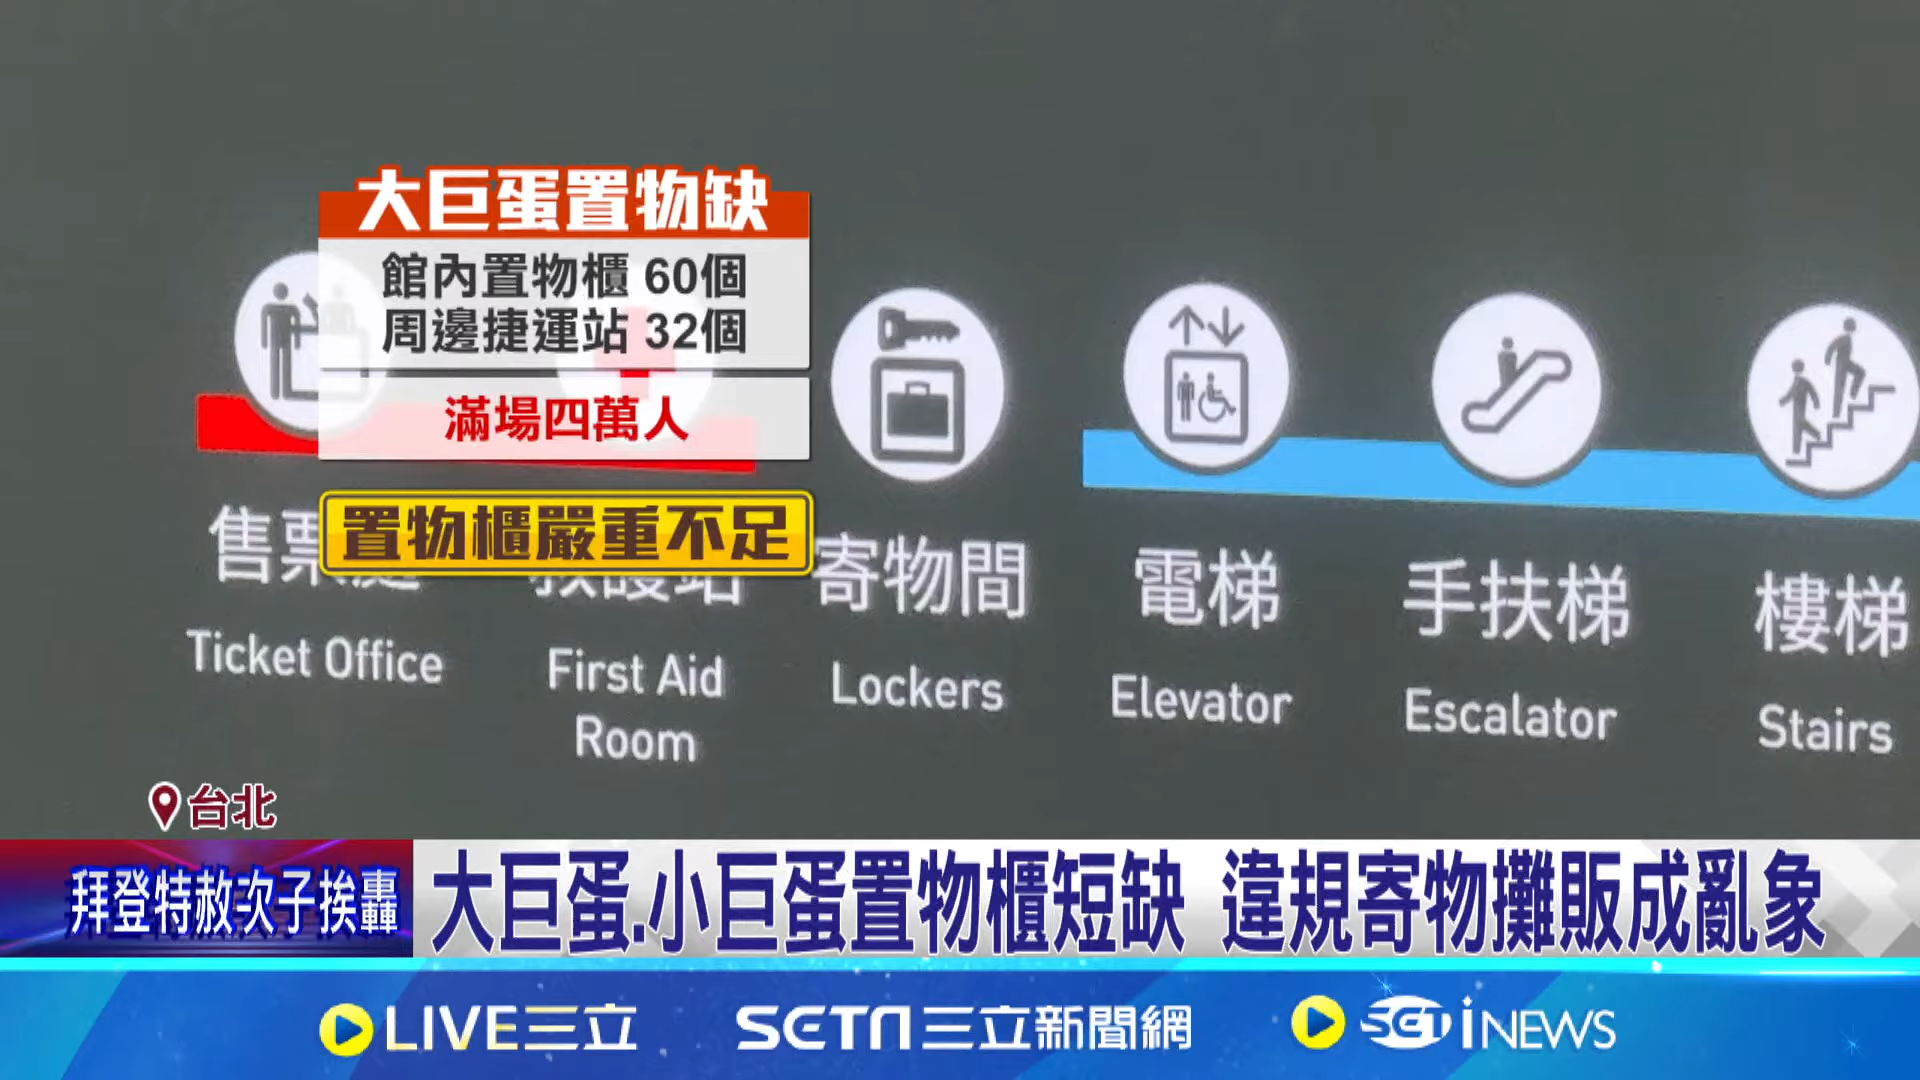 大巨蛋置物缺
館內置物櫃 60個
周邊捷運站 32個
滿場四萬人
置物櫃嚴重不足
售票處
救護站
寄物間
電梯
手扶梯
樓梯
Ticket Office
First Aid
Room
Lockers
Elevator
Escalator
Stairs
台北
拜登特赦次子挨轟
大巨蛋.小巨蛋置物櫃短缺 違規寄物攤販成亂象
LIVE三立
SETN三立新聞網
SET iNEWS